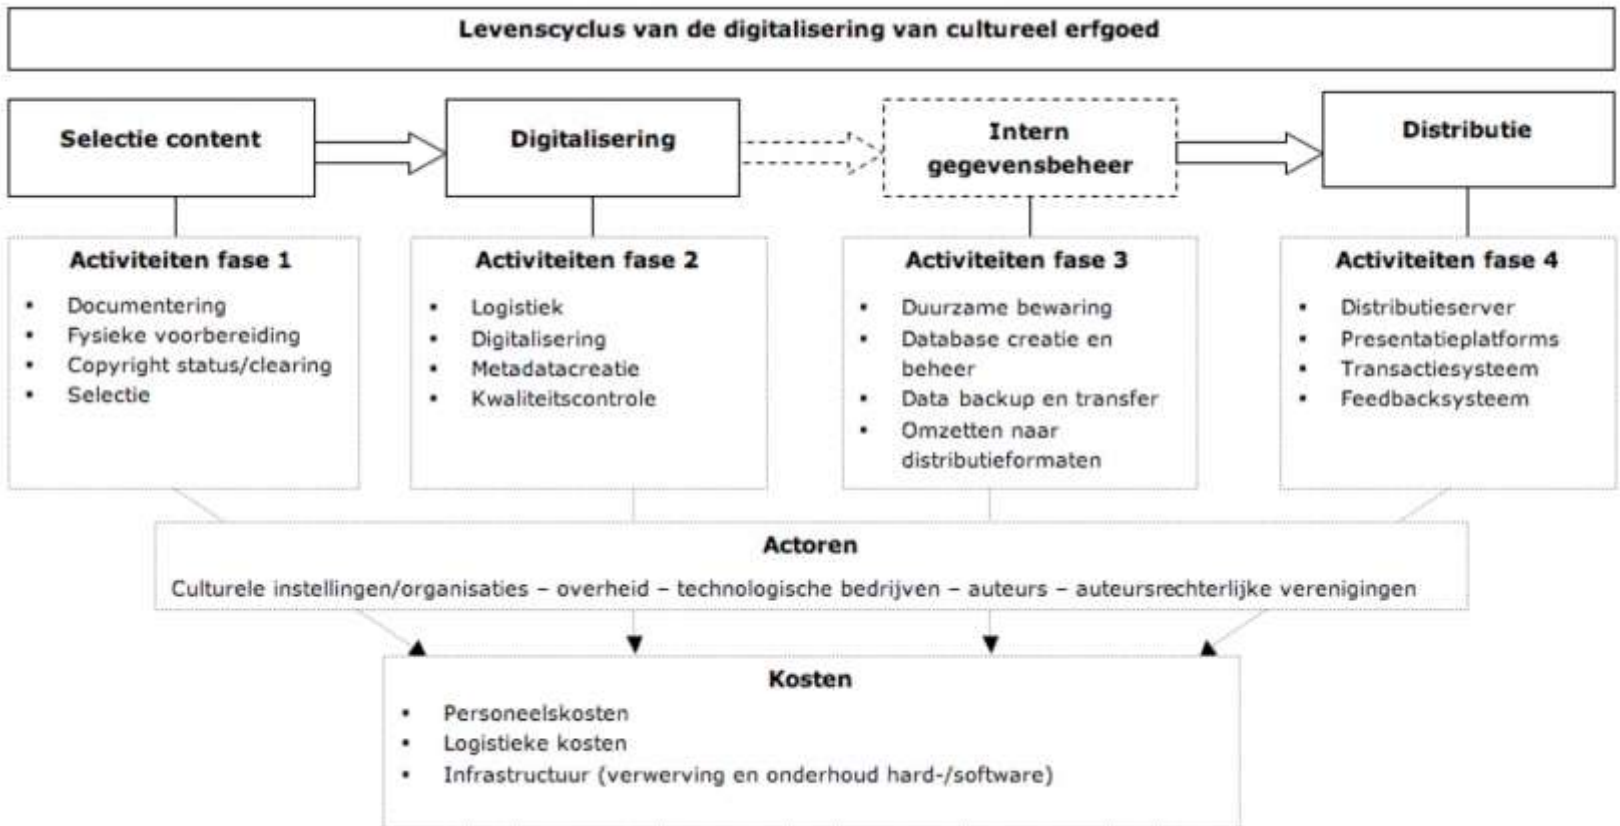 Levenscyclus van de digitalisering van cultureel erfgoed
Selectie content
Digitalisering
Intern
gegevensbeheer
Distributie
Activiteiten fase 1
▪ Documentering
▪ Fysieke voorbereiding
▪ Copyright status/clearing
▪ Selectie
Activiteiten fase 2
▪ Logistiek
▪ Digitalisering
▪ Metadatacreatie
▪ Kwaliteitscontrole
Activiteiten fase 3
▪ Duurzame bewaring
▪ Database creatie en
beheer
▪ Data backup en transfer
▪ Omzetten naar
distributieformaten
Activiteiten fase 4
▪ Distributieserver
▪ Presentatieplatforms
▪ Transactiesysteem
▪ Feedbacksysteem
Actoren
Culturele instellingen/organisaties – overheid – technologische bedrijven – auteurs – auteursrechterlijke verenigingen
Kosten
▪ Personeelskosten
▪ Logistieke kosten
▪ Infrastructuur (verwerving en onderhoud hard-/software)